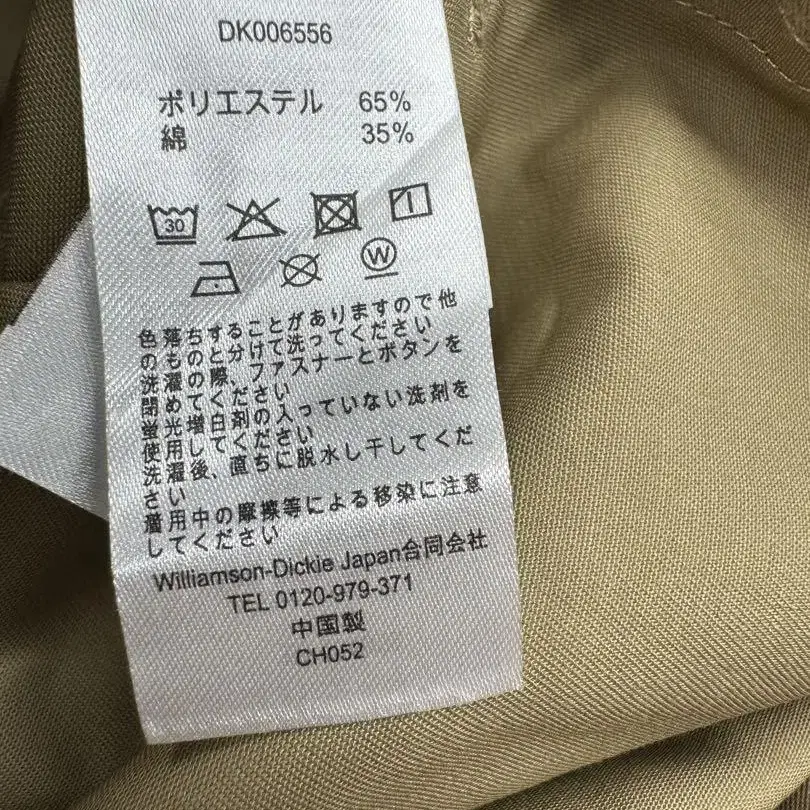 DK006556
ポリエステル 65%
綿 35%
30
W
色落ちすることがありますので他
のものと分けて洗ってください
洗濯の際、ファスナーとボタンを
閉めてください
蛍光増白剤の入っていない洗剤を
使用してください
洗濯後、直ちに脱水し干してくだ
さい
着用中の摩擦等による移染に注意
してください
Williamson-Dickie Japan合同会社
TEL 0120-979-371
中国製
CH052